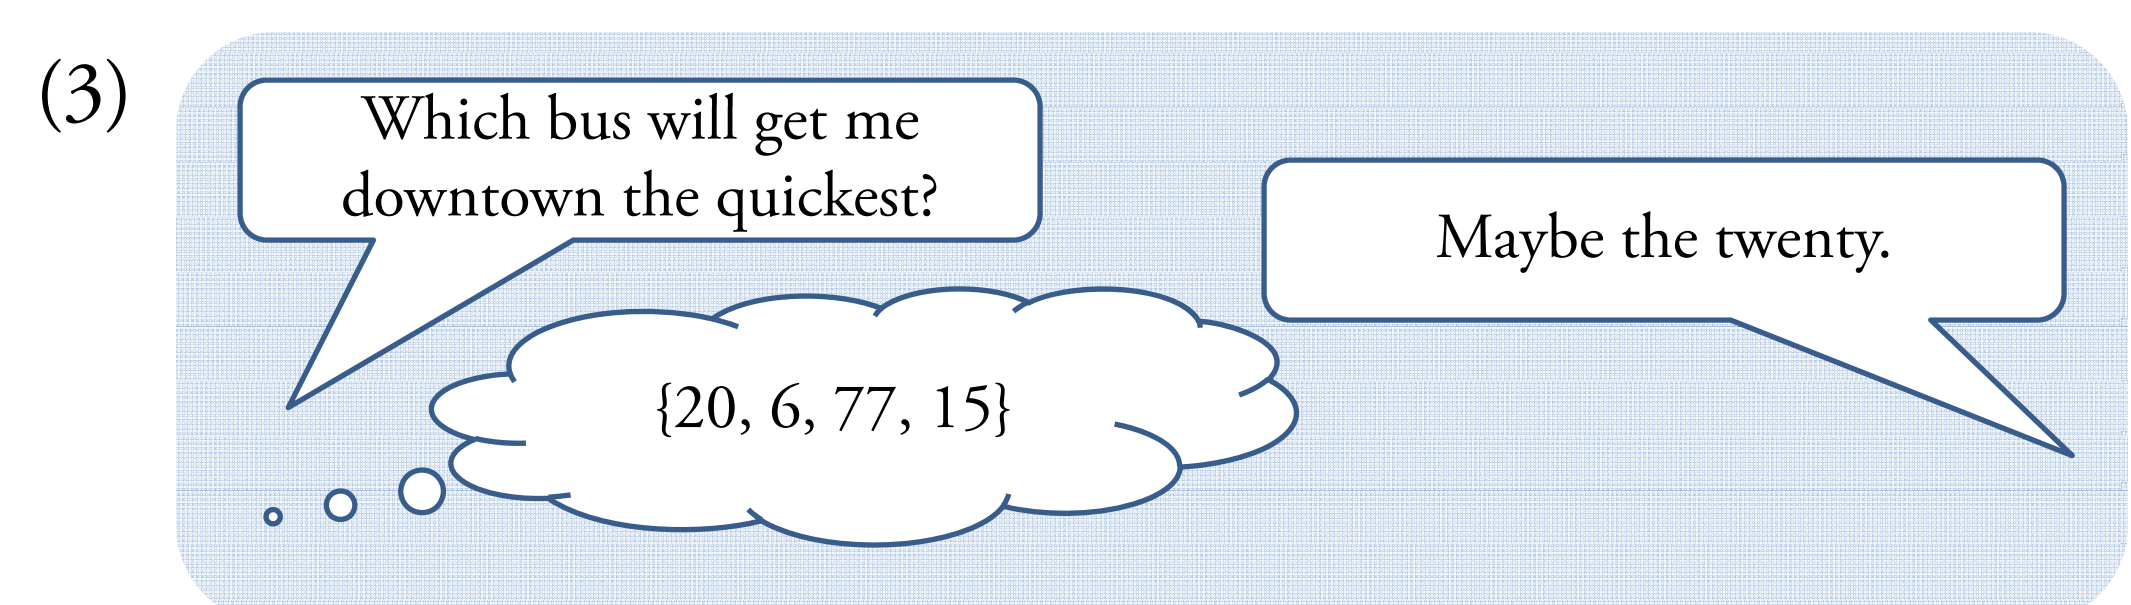 (3)
Which bus will get me
downtown the quickest?
Maybe the twenty.
{20, 6, 77, 15}